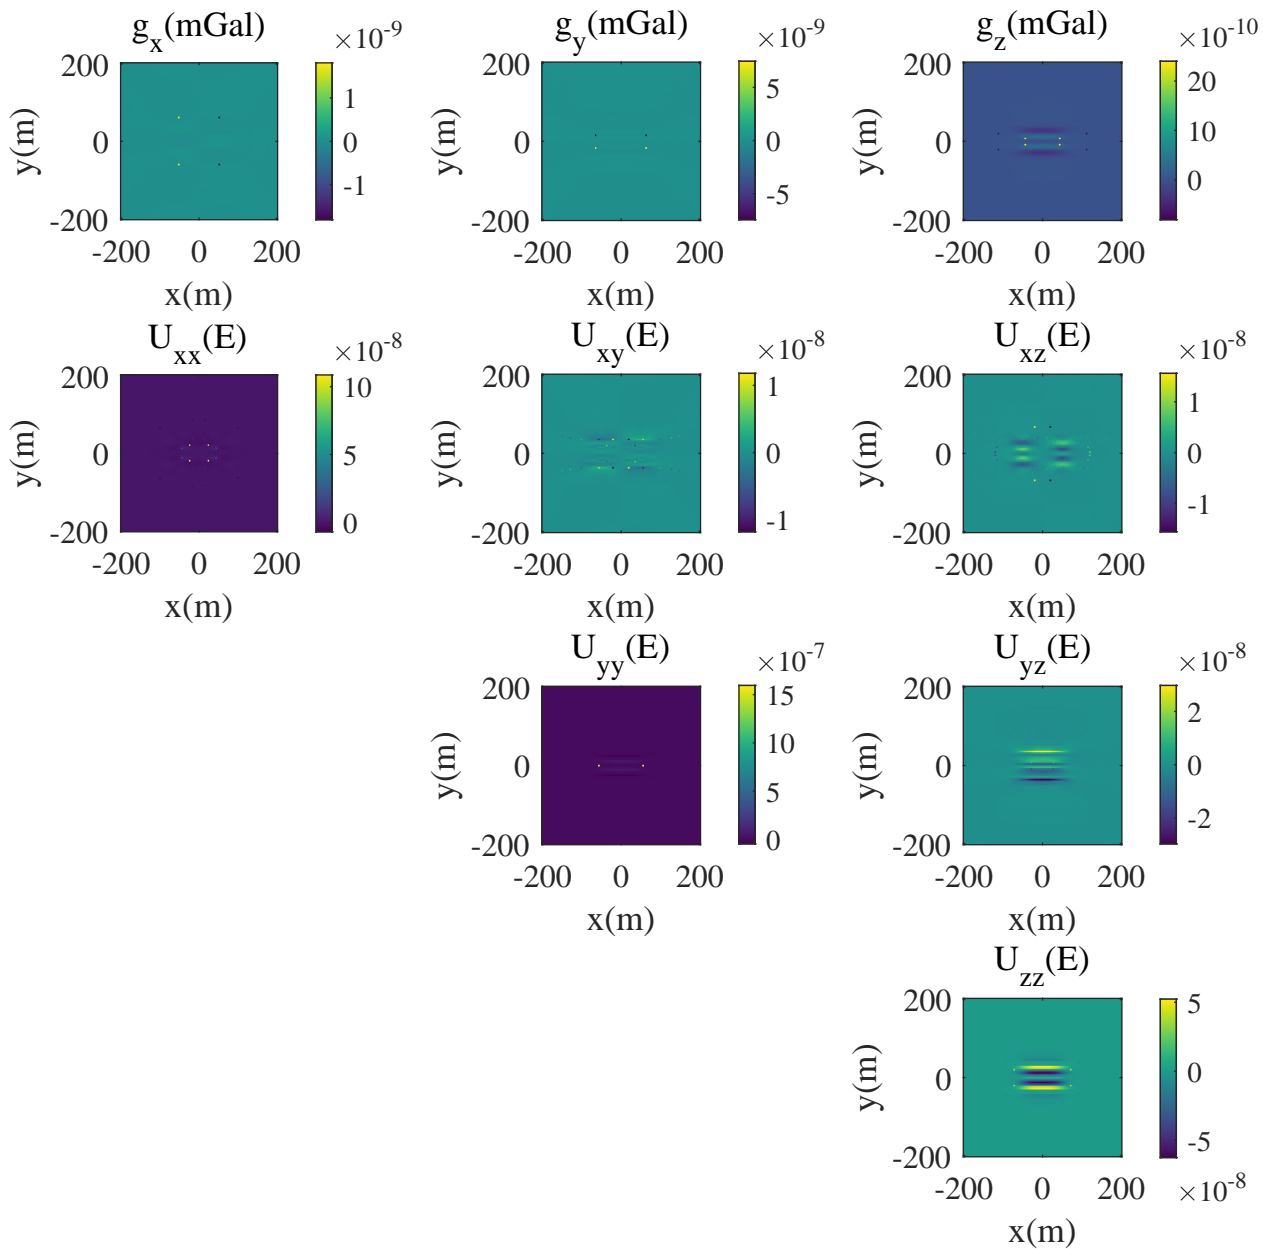 g_x(mGal)
×10^-9
200
0
-200
1
0
-1
-200 0 200
x(m)
y(m)
g_y(mGal)
×10^-9
200
0
-200
5
0
-5
-200 0 200
x(m)
y(m)
g_z(mGal)
×10^-10
200
0
-200
20
10
0
-200 0 200
x(m)
y(m)
U_xx(E)
×10^-8
200
0
-200
10
5
0
-200 0 200
x(m)
y(m)
U_xy(E)
×10^-8
200
0
-200
1
0
-1
-200 0 200
x(m)
y(m)
U_xz(E)
×10^-8
200
0
-200
1
0
-1
-200 0 200
x(m)
y(m)
U_yy(E)
×10^-7
200
0
-200
15
10
5
0
-200 0 200
x(m)
y(m)
U_yz(E)
×10^-8
200
0
-200
2
0
-2
-200 0 200
x(m)
y(m)
U_zz(E)
200
0
-200
5
0
-5
×10^-8
-200 0 200
x(m)
y(m)